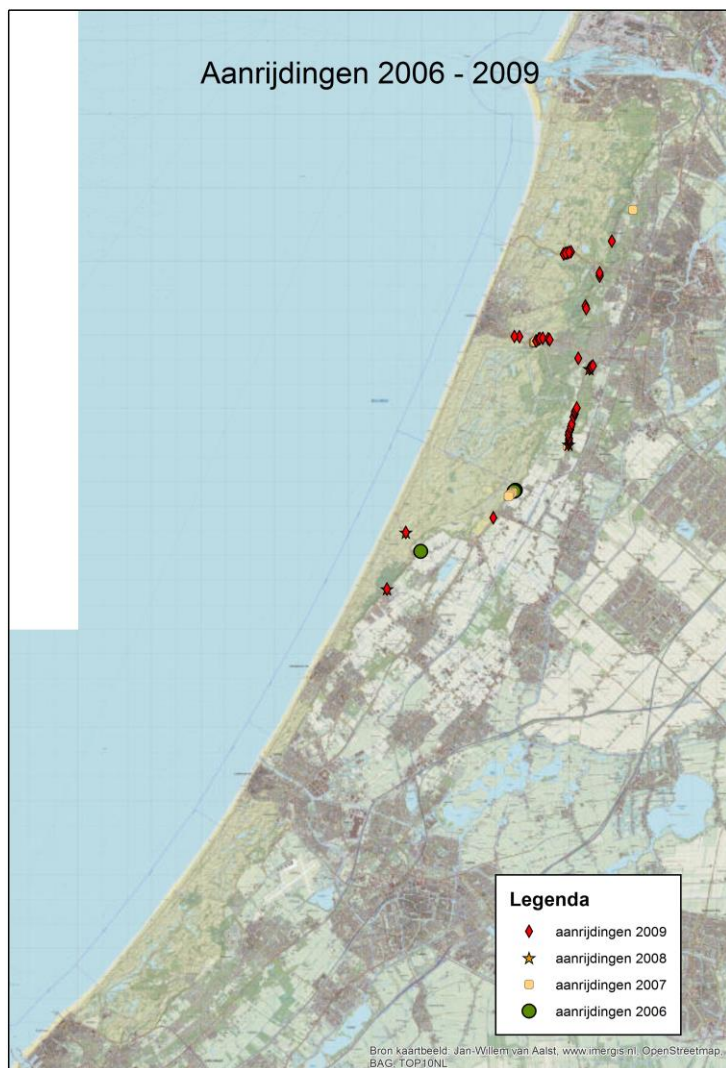 Aanrijdingen 2006 - 2009
Legenda
aanrijdingen 2009
aanrijdingen 2008
aanrijdingen 2007
aanrijdingen 2006
Bron kaartbeeld: Jan-Willem van Aalst, www.imergis.nl, OpenStreetmap,
BAG, TOP10NL